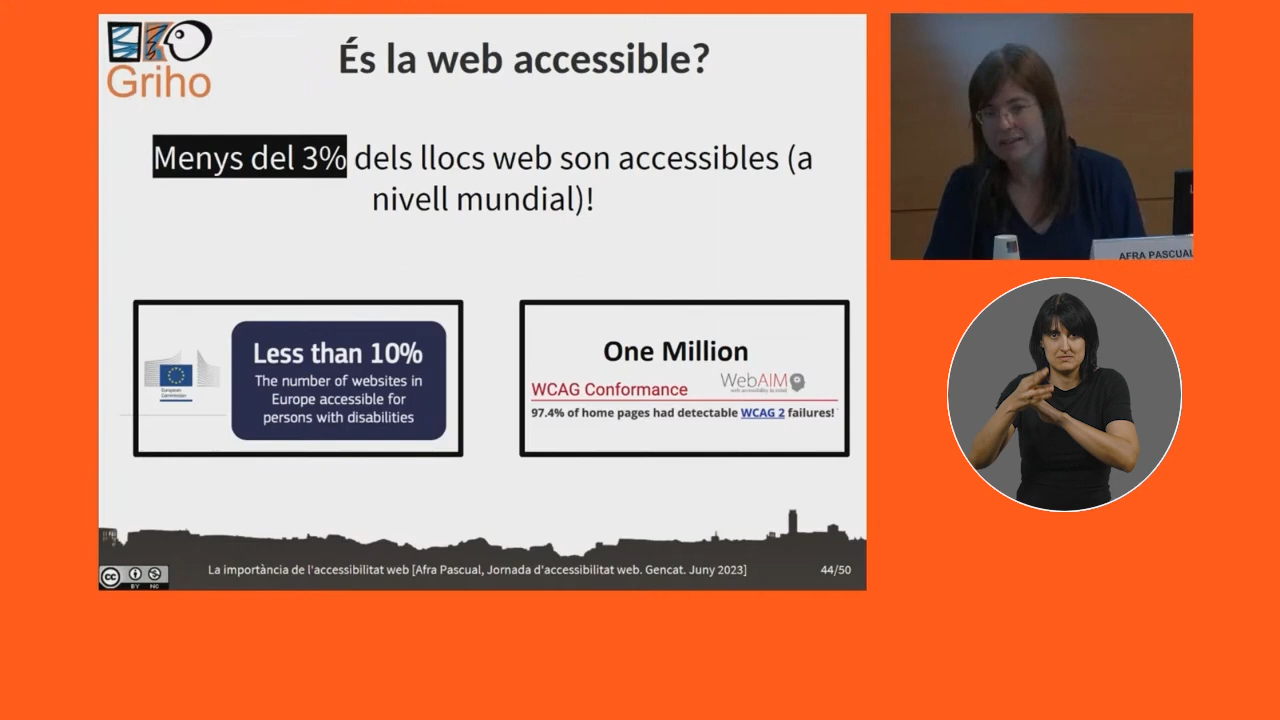 Griho
És la web accessible?
Menys del 3% dels llocs web son accessibles (a
nivell mundial)!
European
Commission
Less than 10%
The number of websites in
Europe accessible for
persons with disabilities
One Million
WCAG Conformance
WebAIM
web accessibility in mind
97.4% of home pages had detectable WCAG 2 failures!
BY NC
La importància de l'accessibilitat web [Afra Pascual, Jornada d'accessibilitat web. Gencat. Juny 2023]
44/50
AFRA PASCUAL